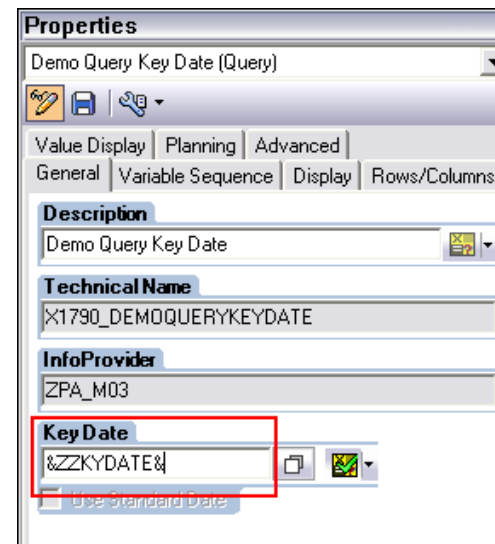 Properties
Demo Query Key Date (Query)
Value Display Planning Advanced
General Variable Sequence Display Rows/Columns
Description
Demo Query Key Date
Technical Name
X1790_DEMOQUERYKEYDATE
InfoProvider
ZPA_M03
Key Date
&ZZKYDATE&
Use Standard Date